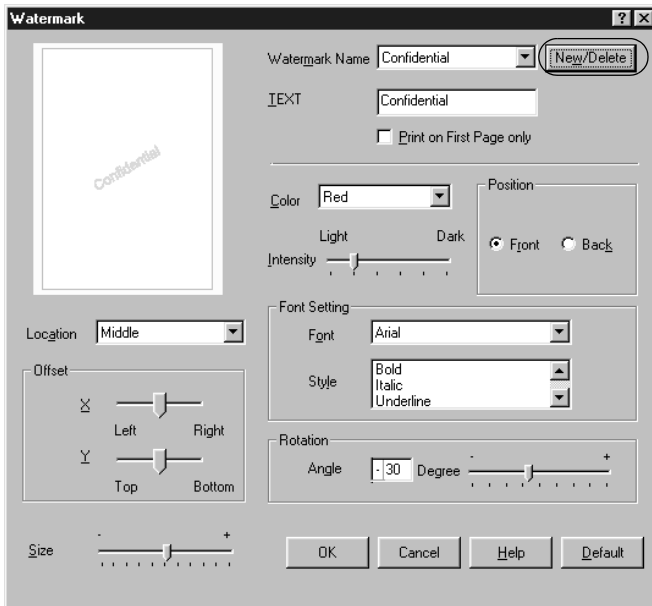 Watermark
Confidential
Watermark Name Confidential New/Delete
TEXT Confidential
Print on First Page only
Color Red
Light Dark
Intensity
Position
Front Back
Location Middle
Font Setting
Font Arial
Style Bold
Italic
Underline
Offset
X
Left Right
Y
Top Bottom
Rotation
Angle - 30 Degree - +
Size - +
OK Cancel Help Default